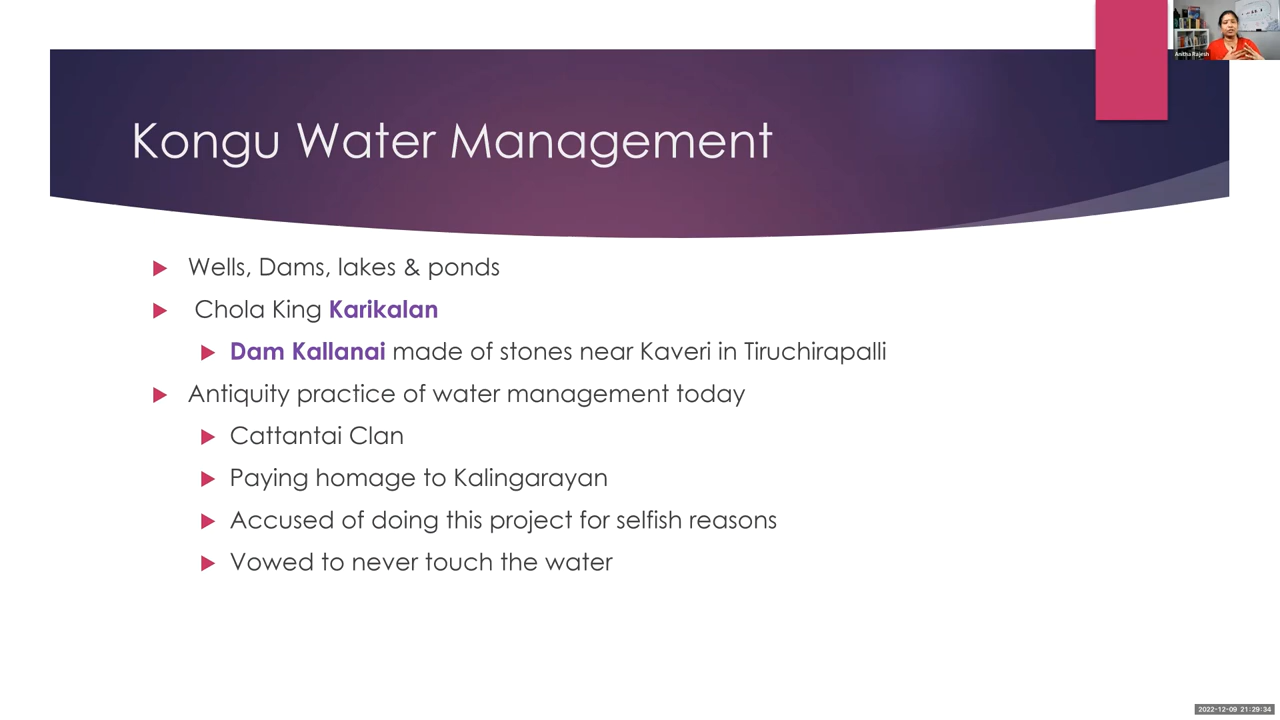 Anitha Rajesh
Kongu Water Management
Wells, Dams, lakes & ponds
Chola King Karikalan
Dam Kallanai made of stones near Kaveri in Tiruchirapalli
Antiquity practice of water management today
Cattantai Clan
Paying homage to Kalingarayan
Accused of doing this project for selfish reasons
Vowed to never touch the water
2022-12-09 21:29:34